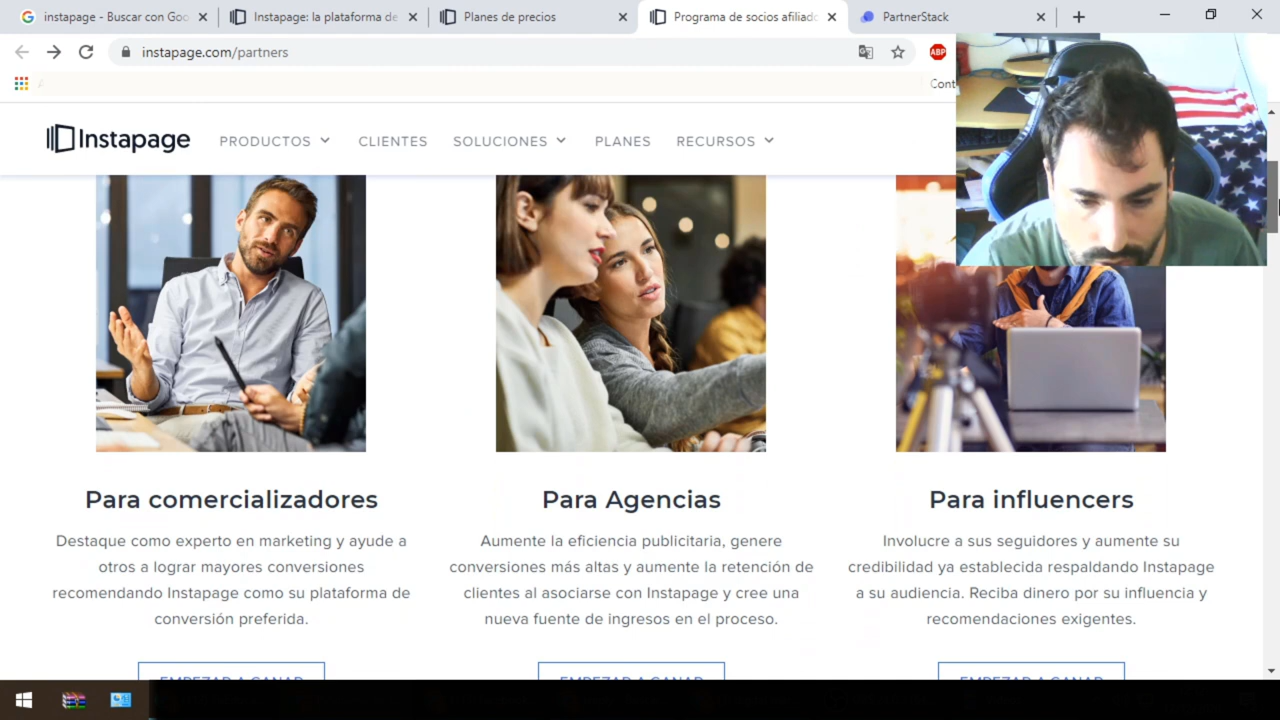 instapage - Buscar con Goo
Instapage: la plataforma de
Planes de precios
Programa de socios afiliado
PartnerStack
instapage.com/partners
ABP
Cont
Instapage
PRODUCTOS
CLIENTES
SOLUCIONES
PLANES
RECURSOS
Para comercializadores
Destaque como experto en marketing y ayude a
otros a lograr mayores conversiones
recomendando Instapage como su plataforma de
conversión preferida.
EMPEZAR A GANAR
Para Agencias
Aumente la eficiencia publicitaria, genere
conversiones más altas y aumente la retención de
clientes al asociarse con Instapage y cree una
nueva fuente de ingresos en el proceso.
EMPEZAR A GANAR
Para influencers
Involucre a sus seguidores y aumente su
credibilidad ya establecida respaldando Instapage
a su audiencia. Reciba dinero por su influencia y
recomendaciones exigentes.
EMPEZAR A GANAR